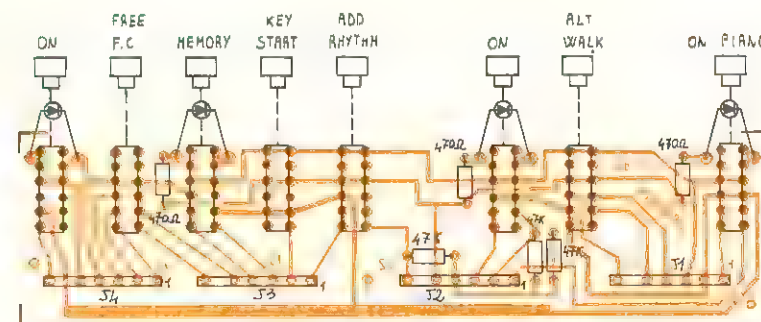 ON
FREE
F.C
MEMORY
KEY
START
ADD
RHYTHM
ON
ALT
WALK
ON PIANO
470Ω
470Ω
470Ω
47K
47K
47K
J4
1
J3
1
J2
1
J1
1